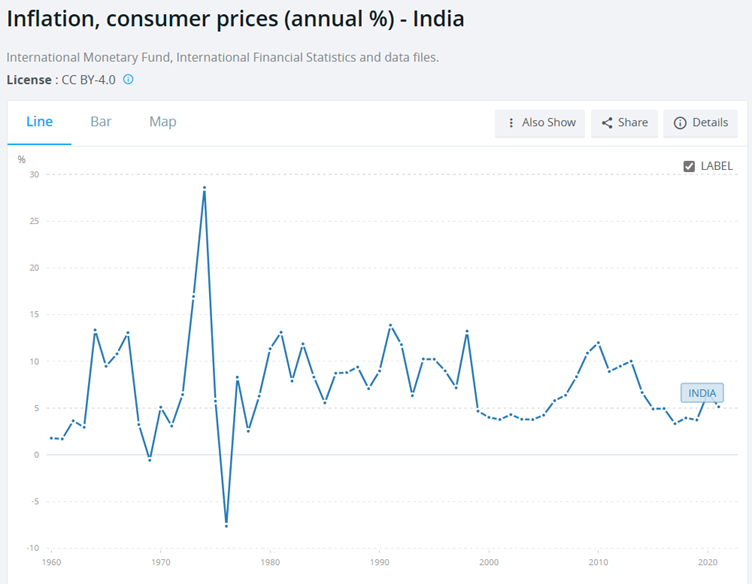 Inflation, consumer prices (annual %) - India
International Monetary Fund, International Financial Statistics and data files.
License : CC BY-4.0
Line Bar Map Also Show Share Details
%
LABEL
30
25
20
15
10
5
0
-5
-10
INDIA
1960 1970 1980 1990 2000 2010 2020